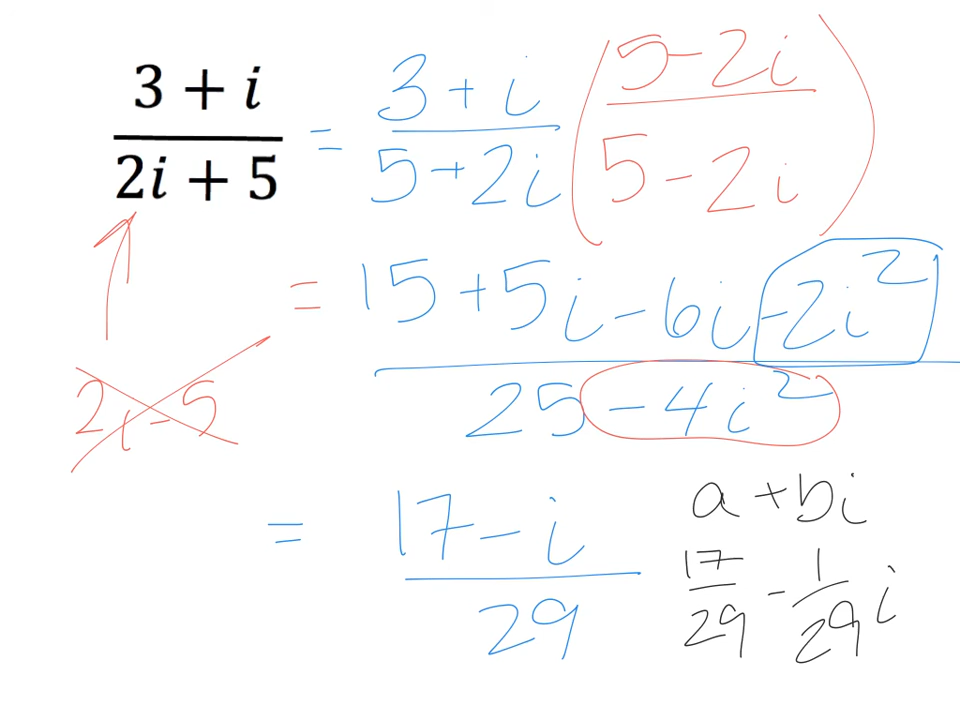 3 + i / 2i + 5 = 3 + i / 5 + 2i ( 5 - 2i / 5 - 2i )
= 15 + 5i - 6i - 2i² / 25 - 4i²
2i - 5
= 17 - i / 29
a + bi
17/29 - 1/29 i